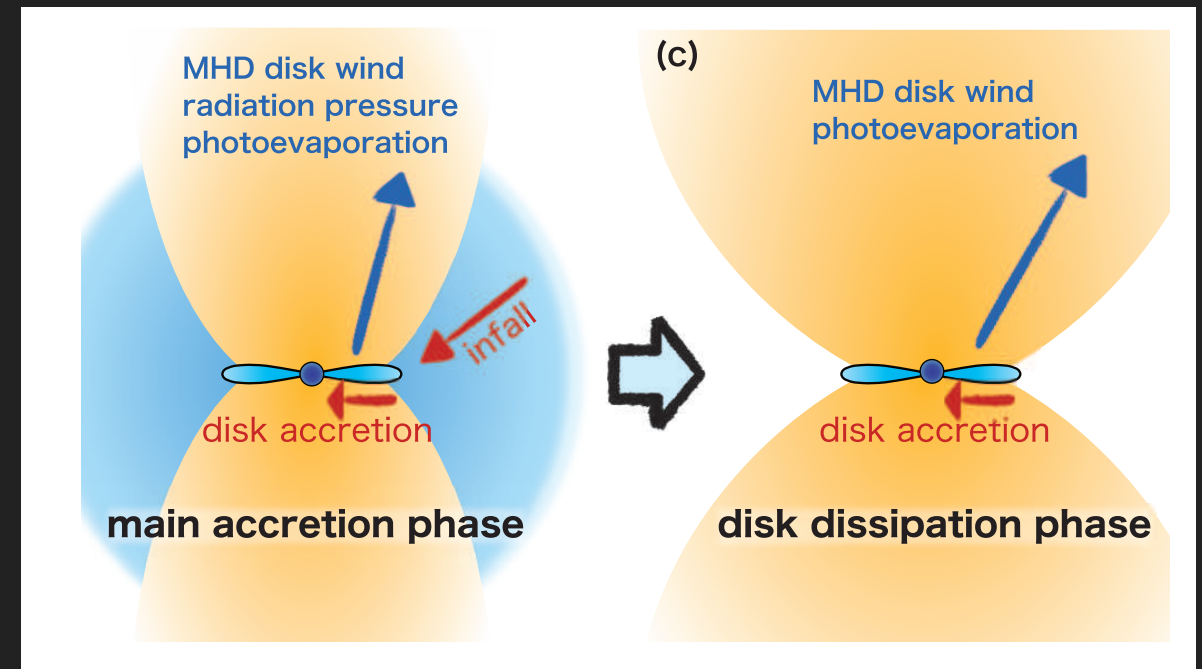 MHD disk wind
radiation pressure
photoevaporation
infall
disk accretion
main accretion phase
(c)
MHD disk wind
photoevaporation
disk accretion
disk dissipation phase